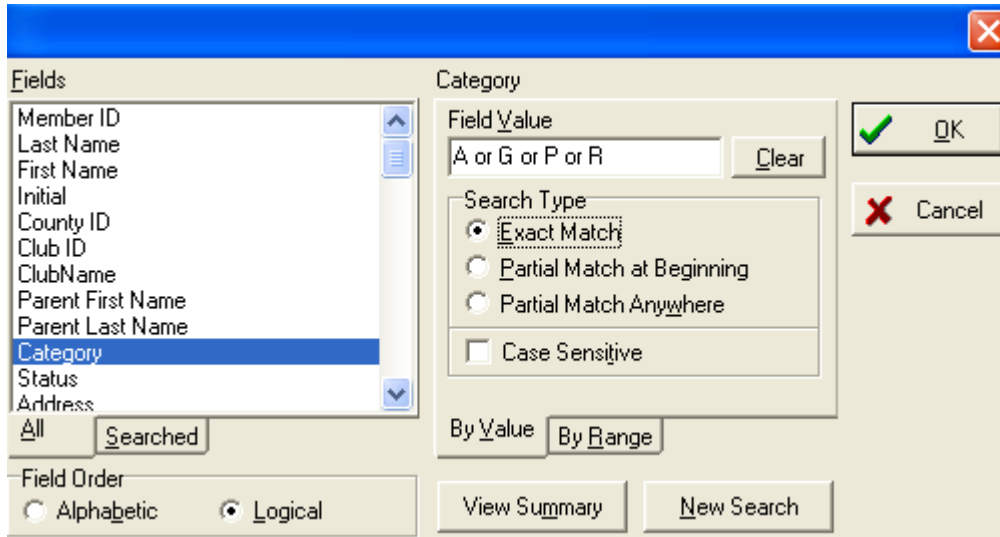 Fields
Member ID
Last Name
First Name
Initial
County ID
Club ID
ClubName
Parent First Name
Parent Last Name
Category
Status
Address
All
Searched
Field Order
Alphabetic
Logical
Category
Field Value
A or G or P or R
Clear
Search Type
Exact Match
Partial Match at Beginning
Partial Match Anywhere
Case Sensitive
By Value
By Range
View Summary
New Search
OK
Cancel